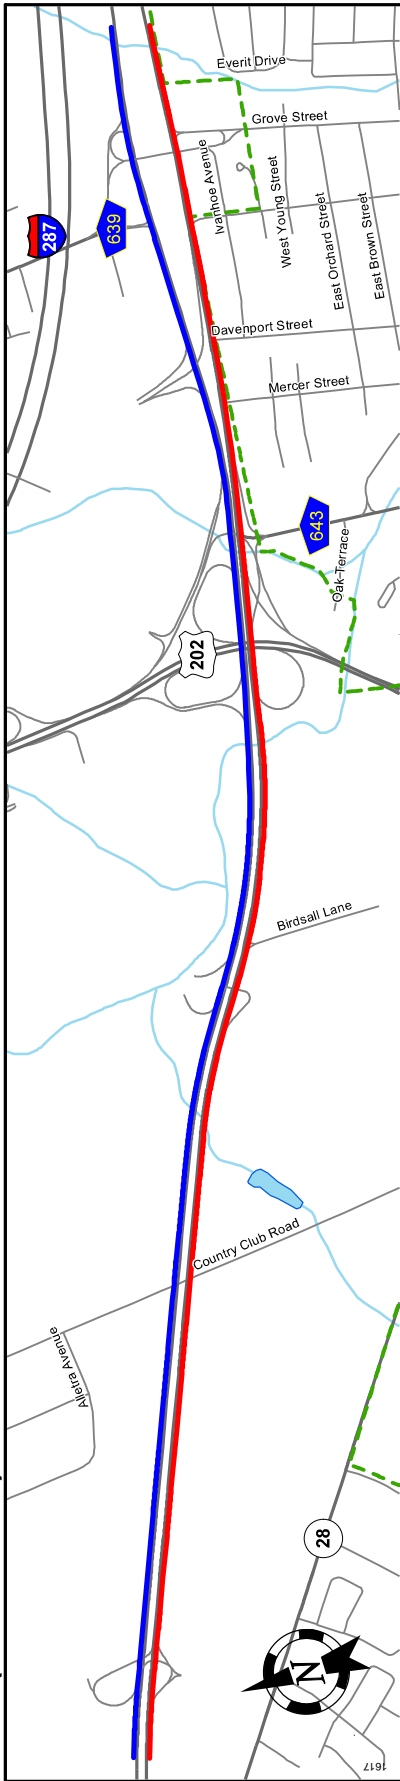 Everit Drive
Grove Street
Ivanhoe Avenue
287
639
West Young Street
East Orchard Street
East Brown Street
Davenport Street
Mercer Street
643
Oak Terrace
202
Birdsall Lane
Country Club Road
Alletra Avenue
28
N
1617